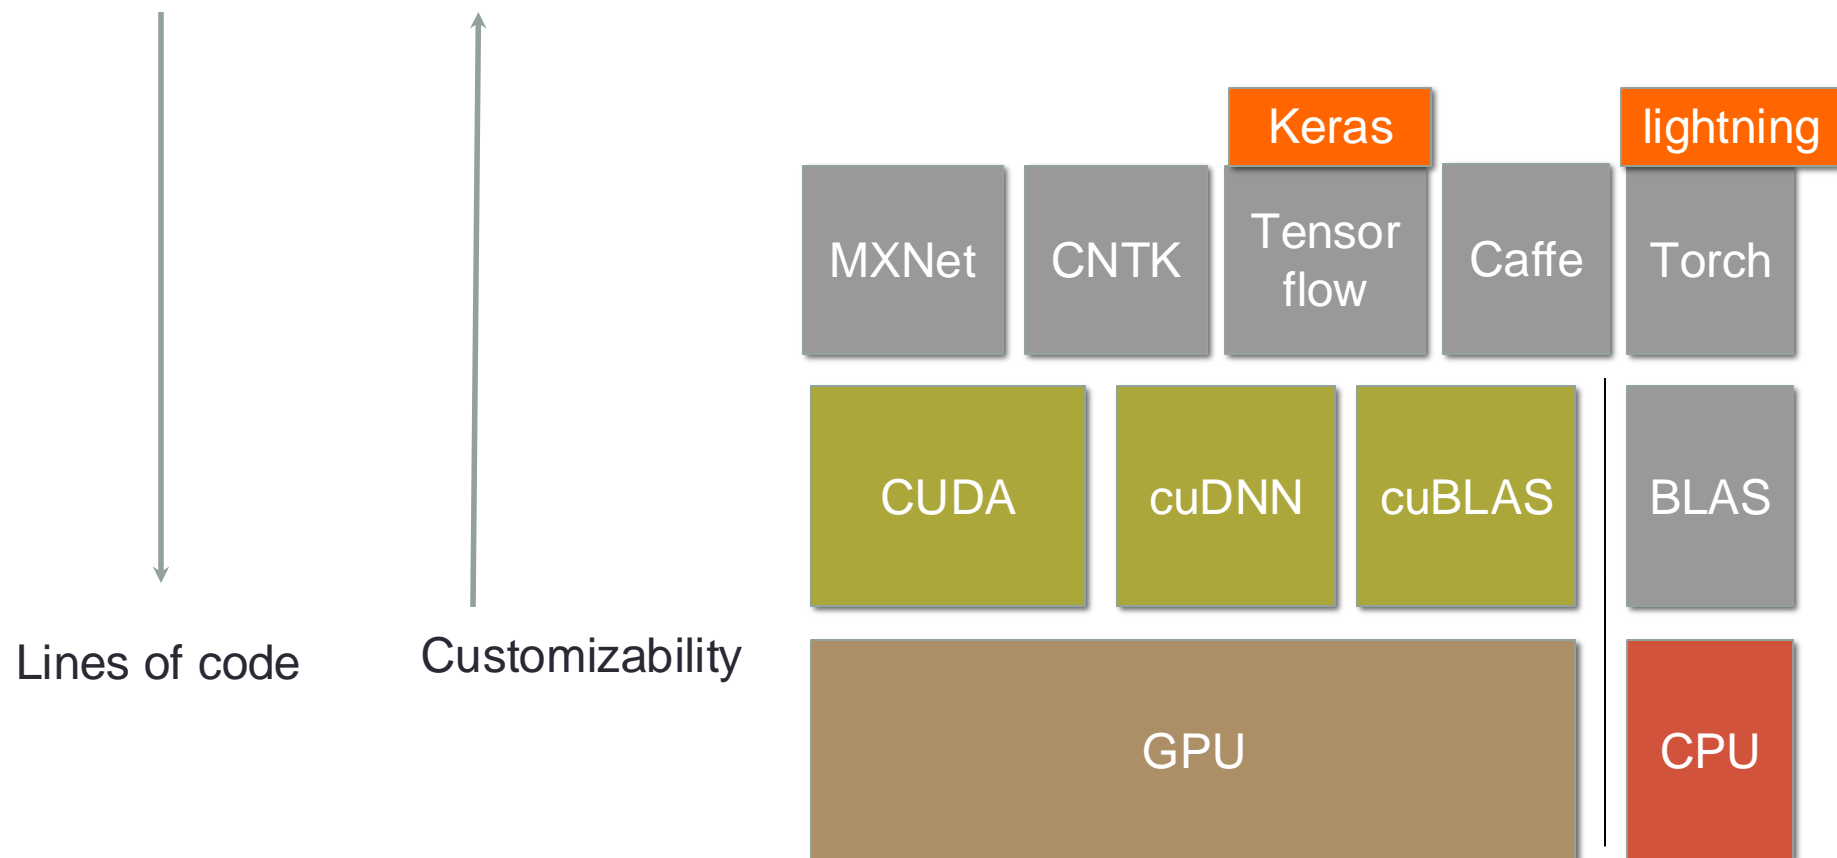 Keras
lightning
MXNet
CNTK
Tensor
flow
Caffe
Torch
CUDA
cuDNN
cuBLAS
BLAS
Lines of code
Customizability
GPU
CPU